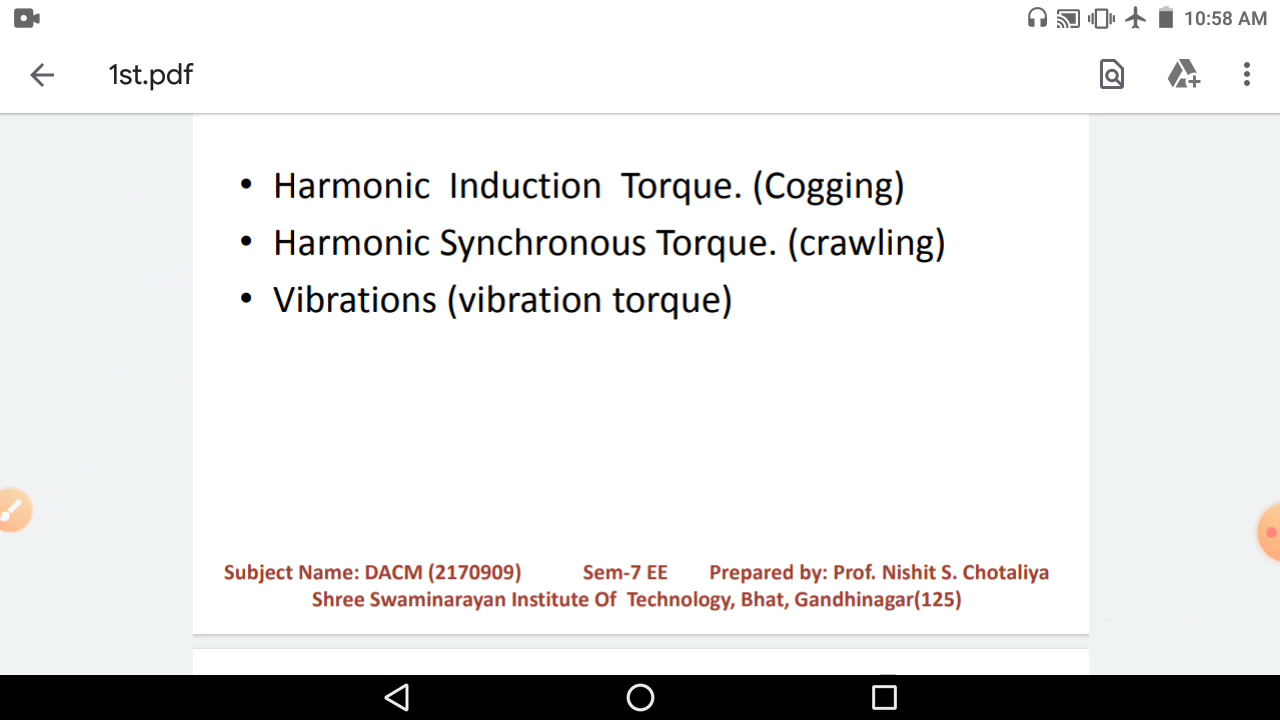 10:58 AM
1st.pdf
• Harmonic Induction Torque. (Cogging)
• Harmonic Synchronous Torque. (crawling)
• Vibrations (vibration torque)
Subject Name: DACM (2170909) Sem-7 EE Prepared by: Prof. Nishit S. Chotaliya
Shree Swaminarayan Institute Of Technology, Bhat, Gandhinagar(125)